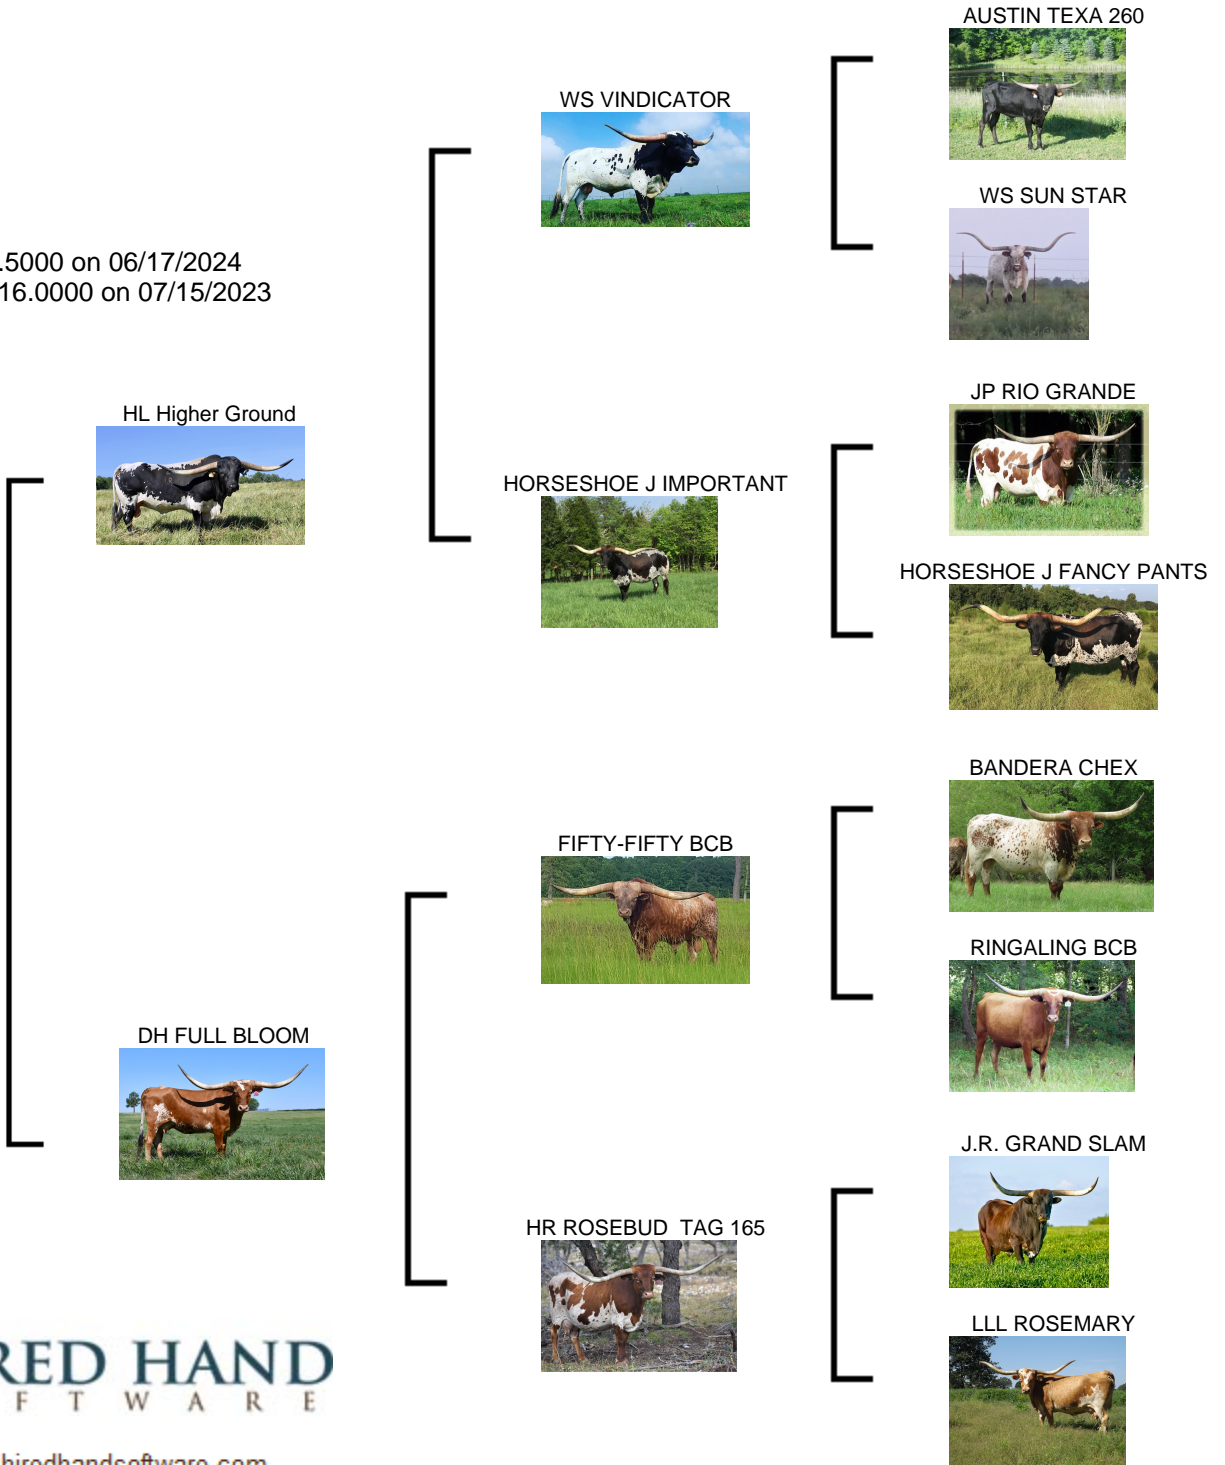 AUSTIN TEXA 260
WS VINDICATOR
WS SUN STAR
.5000 on 06/17/2024
16.0000 on 07/15/2023
JP RIO GRANDE
HL Higher Ground
HORSESHOE J IMPORTANT
HORSESHOE J FANCY PANTS
BANDERA CHEX
FIFTY-FIFTY BCB
RINGALING BCB
DH FULL BLOOM
J.R. GRAND SLAM
HR ROSEBUD  TAG 165
LLL ROSEMARY
RED HAND
F T W A R E
hiredhandsoftware.com